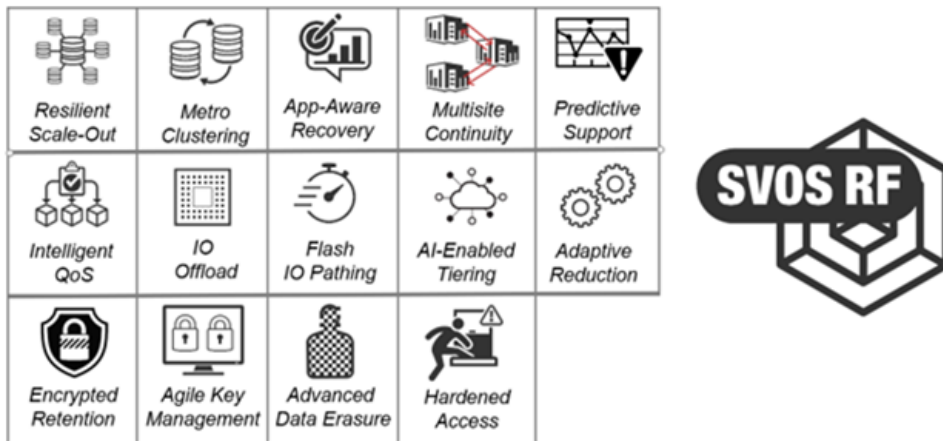 Resilient
Scale-Out
Metro
Clustering
App-Aware
Recovery
Multisite
Continuity
Predictive
Support
Intelligent
QoS
IO
Offload
Flash
IO Pathing
AI-Enabled
Tiering
Adaptive
Reduction
Encrypted
Retention
Agile Key
Management
Advanced
Data Erasure
Hardened
Access
SVOS RF